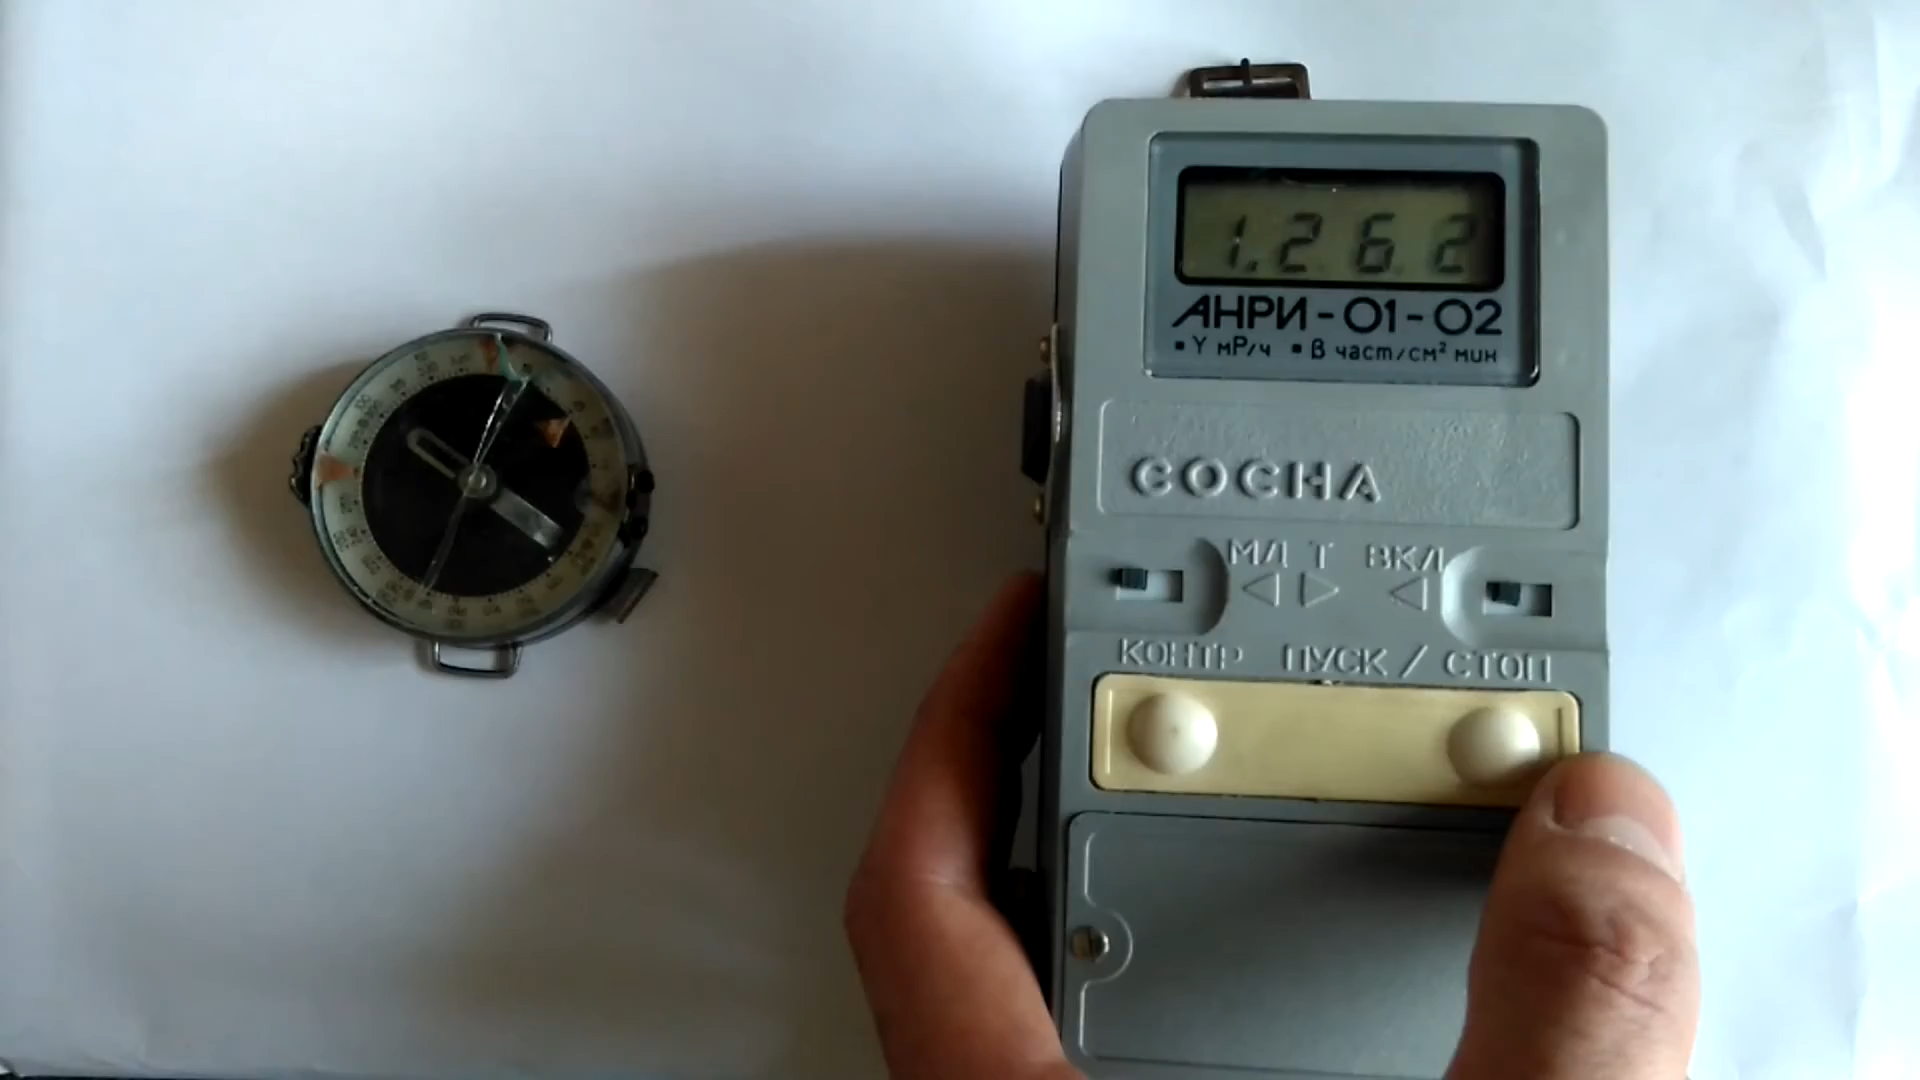 1.262
АНРИ-01-02
▪ γ мР/ч ▪ β част/см² мин
СОСНА
МД Т ВКЛ
КОНТР ПУСК / СТОП